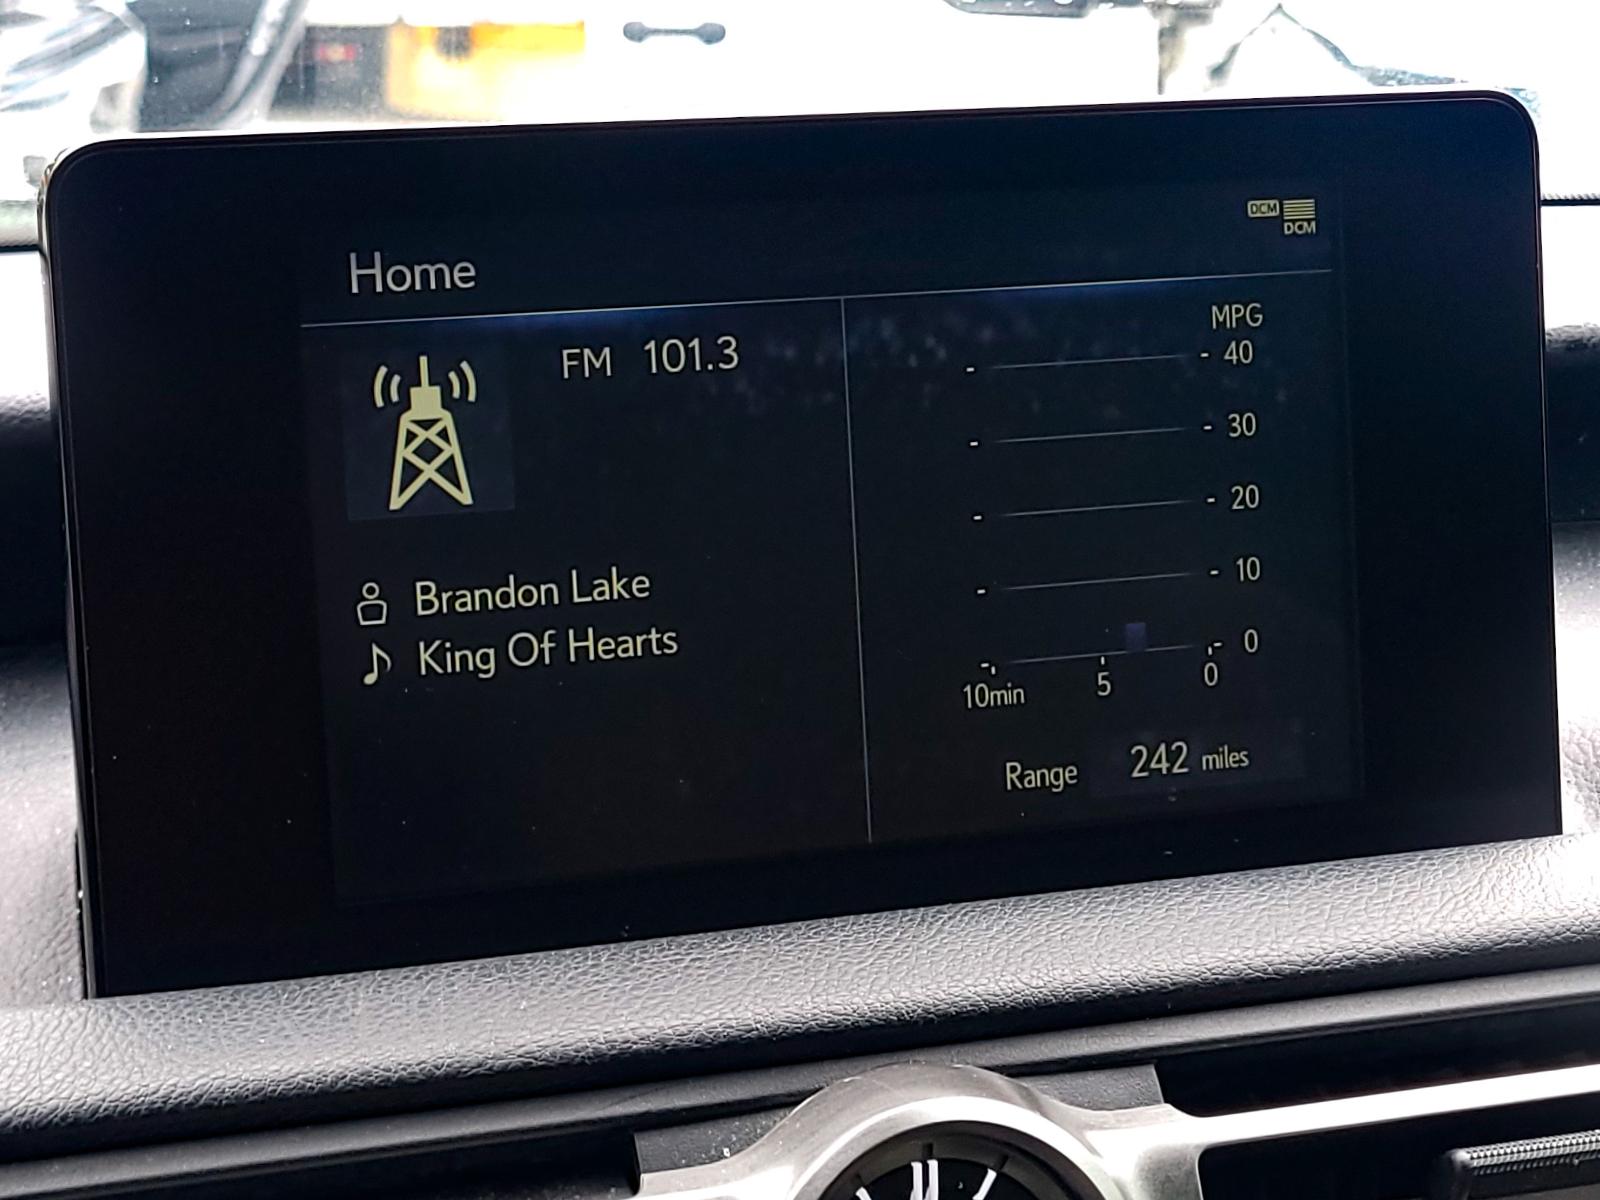 DCM
DCM
Home
FM 101.3
Brandon Lake
King Of Hearts
MPG
- 40
- 30
- 20
- 10
- 0
10min 5 0
Range 242 miles